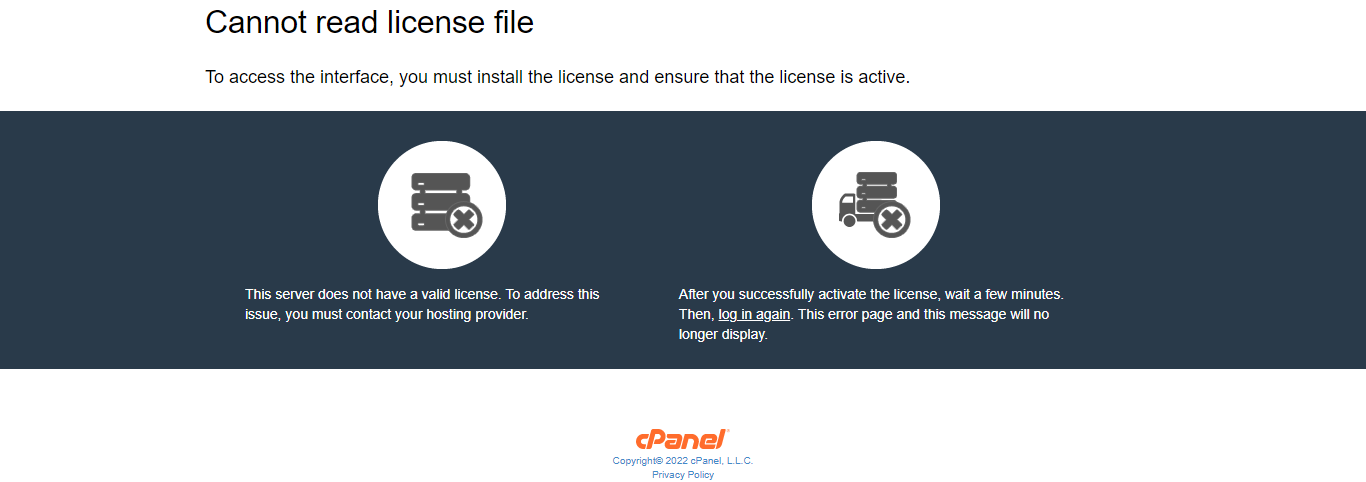 Cannot read license file
To access the interface, you must install the license and ensure that the license is active.
This server does not have a valid license. To address this
issue, you must contact your hosting provider.
After you successfully activate the license, wait a few minutes.
Then, log in again. This error page and this message will no
longer display.
cPanel®
Copyright© 2022 cPanel, L.L.C.
Privacy Policy